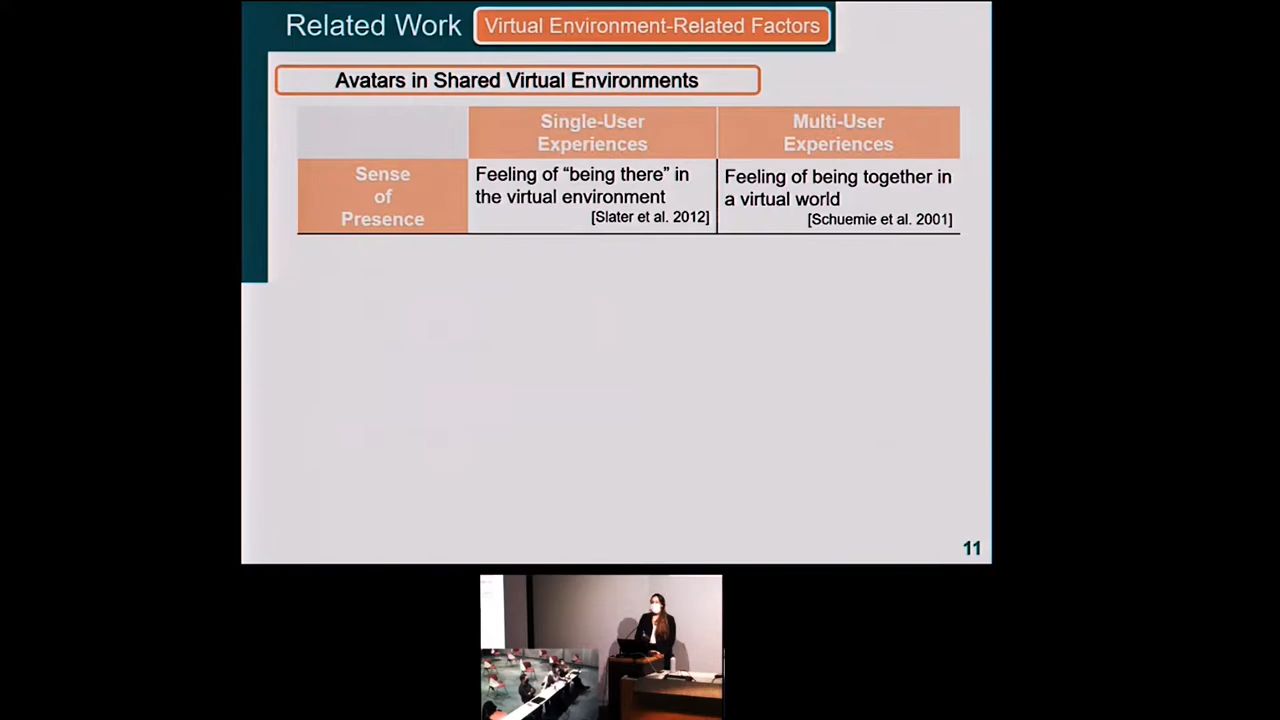 Related Work
Virtual Environment-Related Factors
Avatars in Shared Virtual Environments
Single-User
Experiences
Multi-User
Experiences
Sense
of
Presence
Feeling of “being there” in
the virtual environment
[Slater et al. 2012]
Feeling of being together in
a virtual world
[Schuemie et al. 2001]
11